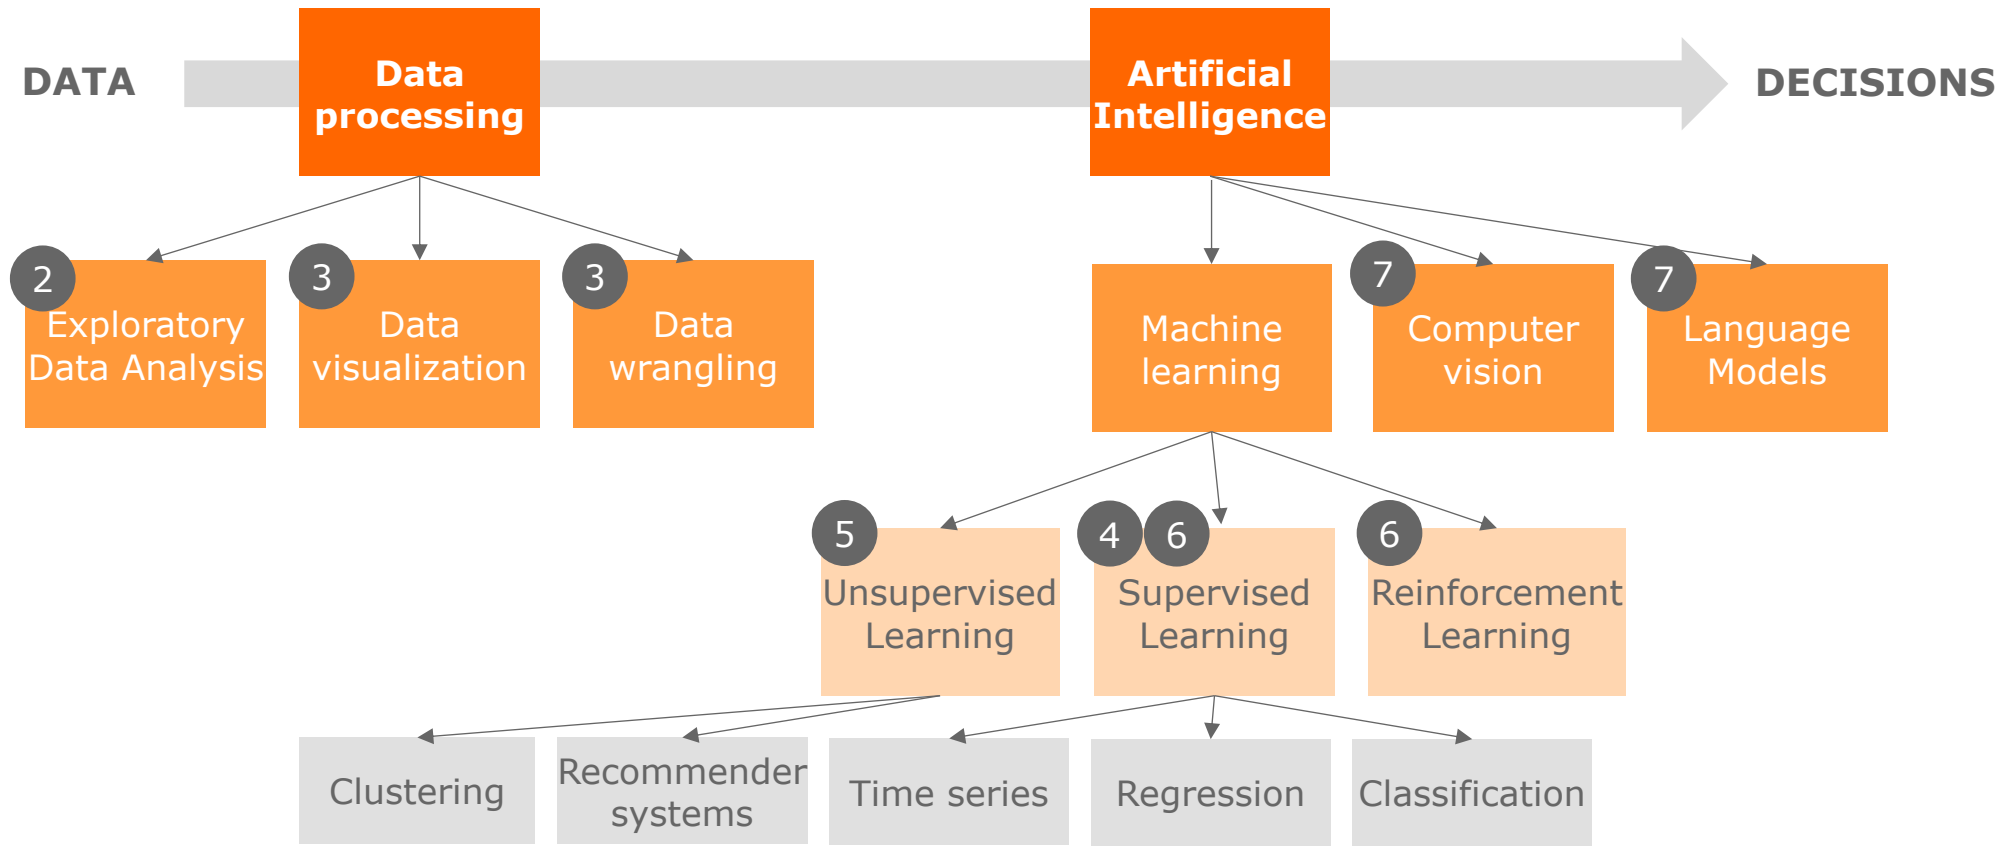 DATA
Data
processing
Artificial
Intelligence
DECISIONS
2
Exploratory
Data Analysis
3
Data
visualization
3
Data
wrangling
Machine
learning
7
Computer
vision
7
Language
Models
5
Unsupervised
Learning
4 6
Supervised
Learning
6
Reinforcement
Learning
Clustering
Recommender
systems
Time series
Regression
Classification